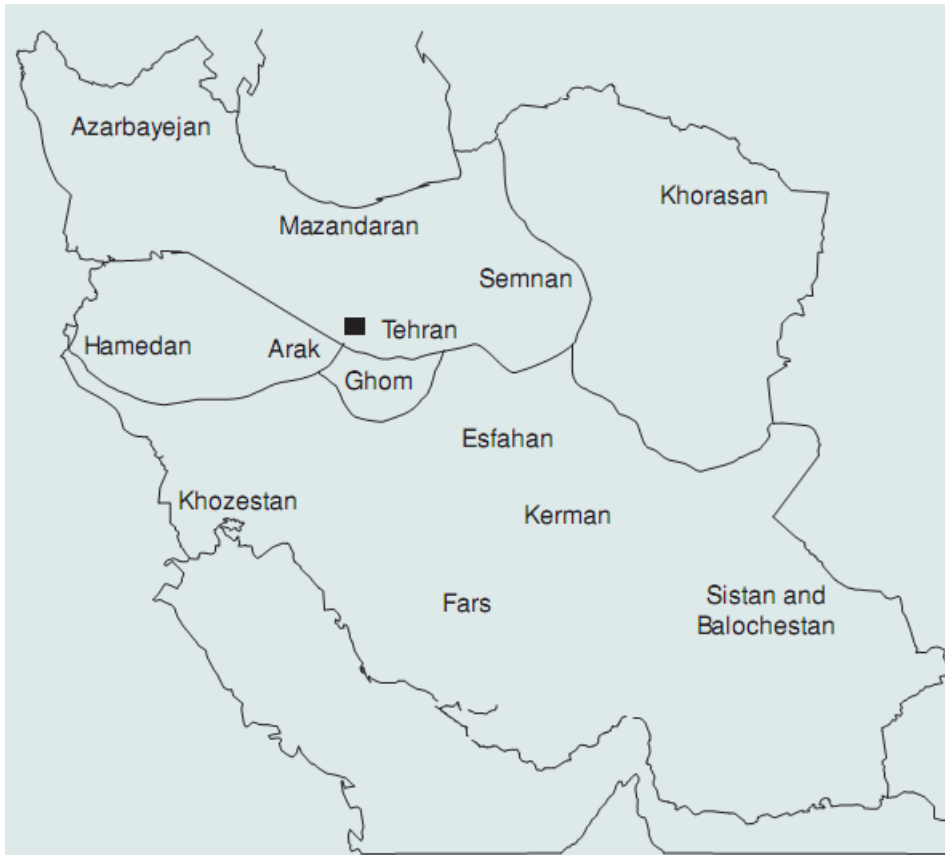 Azarbayejan
Khorasan
Mazandaran
Semnan
Tehran
Hamedan
Arak
Ghom
Esfahan
Khozestan
Kerman
Fars
Sistan and
Balochestan